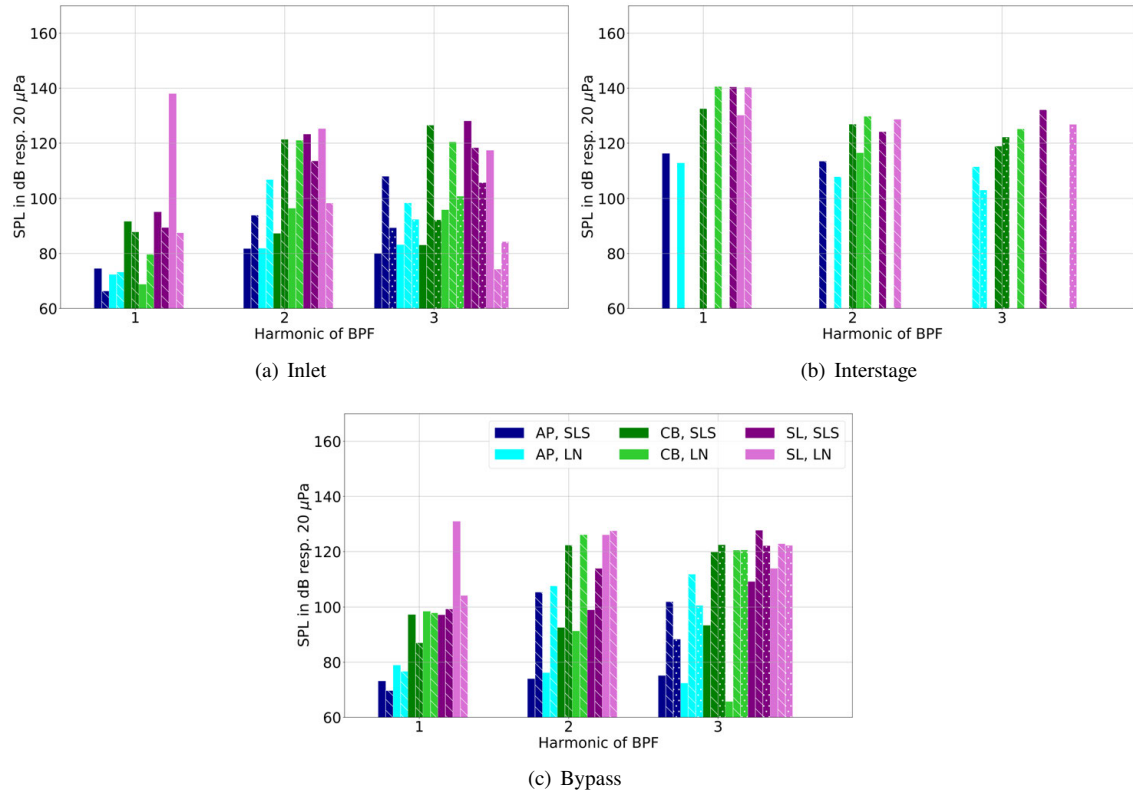 160
140
120
100
80
60
SPL in dB resp. 20 μPa
1 2 3
Harmonic of BPF
(a) Inlet
160
140
120
100
80
60
SPL in dB resp. 20 μPa
1 2 3
Harmonic of BPF
(b) Interstage
AP, SLS CB, SLS SL, SLS
AP, LN CB, LN SL, LN
160
140
120
100
80
60
SPL in dB resp. 20 μPa
1 2 3
Harmonic of BPF
(c) Bypass